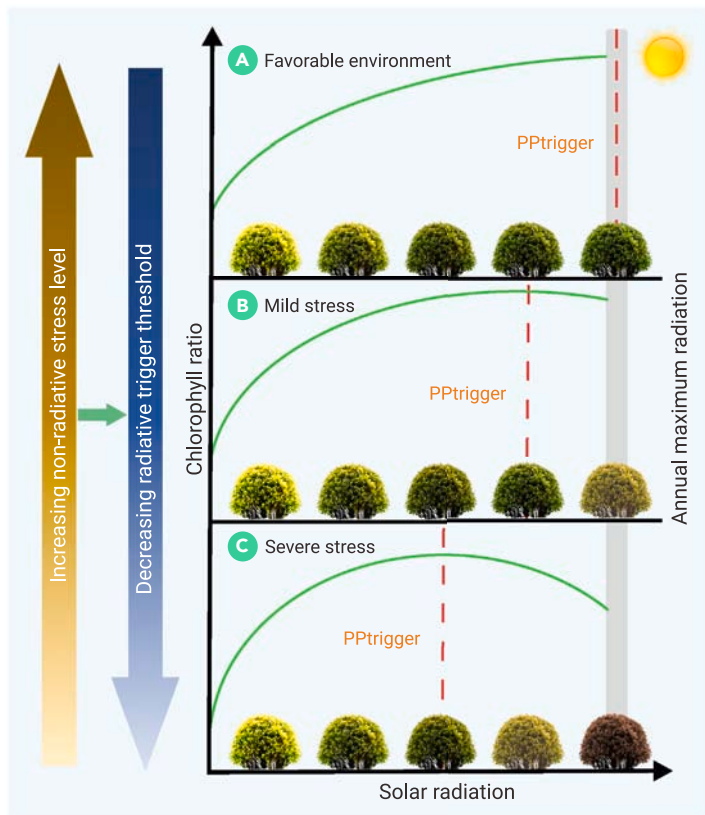 A Favorable environment
PPtrigger
B Mild stress
PPtrigger
C Severe stress
PPtrigger
Increasing non-radiative stress level
Decreasing radiative trigger threshold
Chlorophyll ratio
Annual maximum radiation
Solar radiation